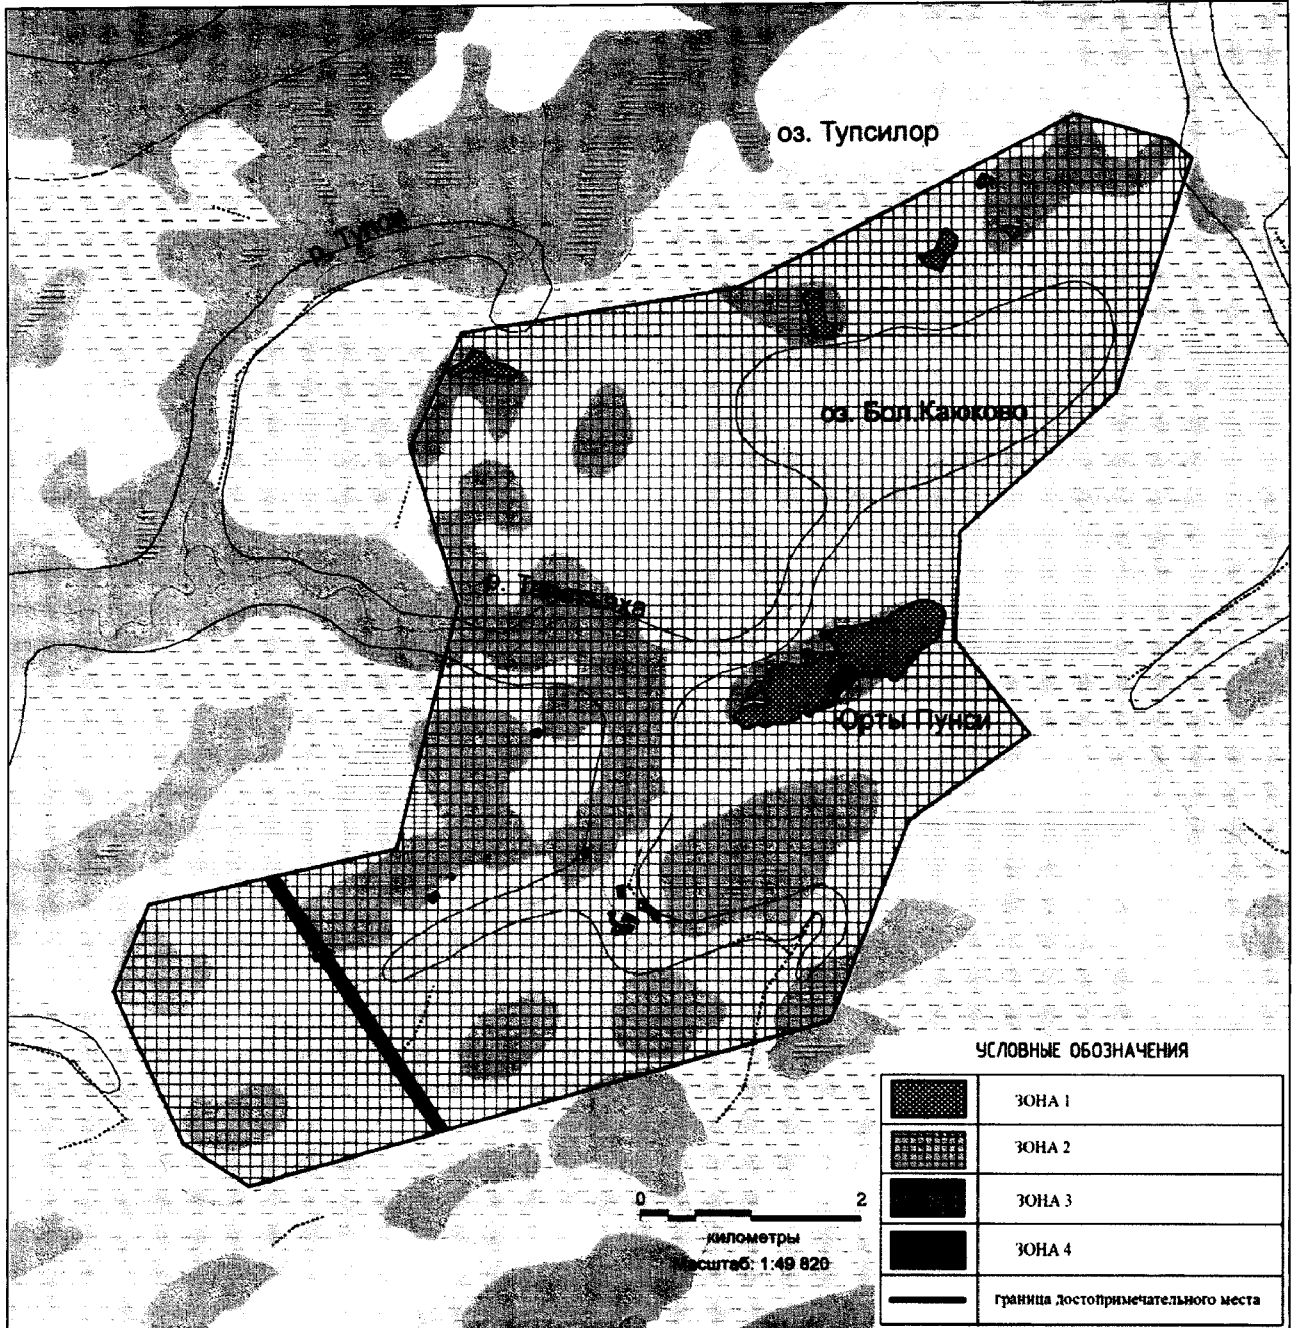 оз. Тупсилор
оз. Бол.Каюково
р.
Юрты Пунси
УСЛОВНЫЕ ОБОЗНАЧЕНИЯ
ЗОНА 1
ЗОНА 2
ЗОНА 3
ЗОНА 4
граница достопримечательного места
0 2
километры
Масштаб: 1:49 820